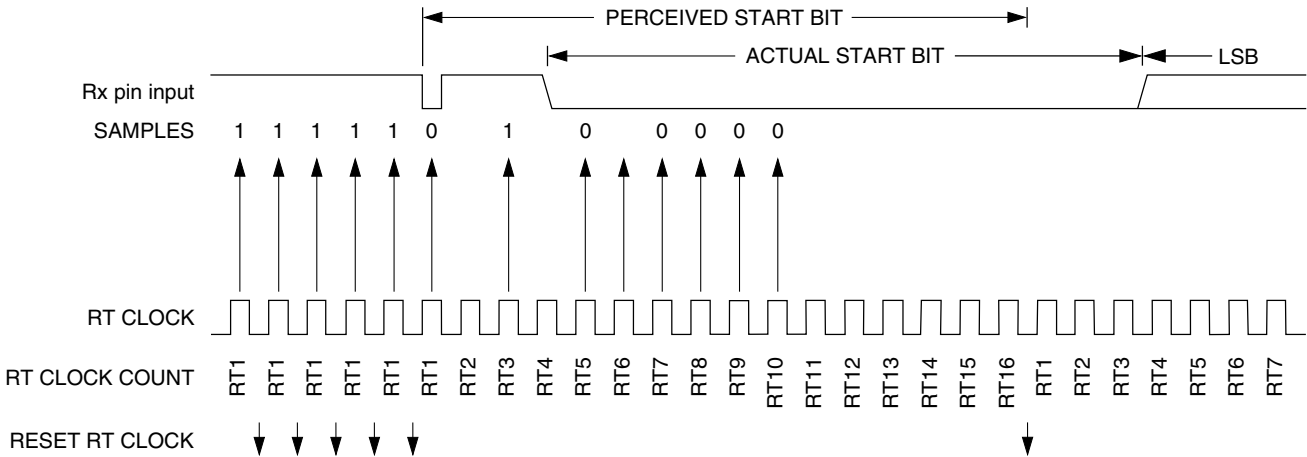 PERCEIVED START BIT
ACTUAL START BIT
LSB
Rx pin input
SAMPLES 1 1 1 1 1 0 1 0 0 0 0 0
RT CLOCK
RT CLOCK COUNT RT1 RT1 RT1 RT1 RT1 RT1 RT2 RT3 RT4 RT5 RT6 RT7 RT8 RT9 RT10 RT11 RT12 RT13 RT14 RT15 RT16 RT1 RT2 RT3 RT4 RT5 RT6 RT7
RESET RT CLOCK